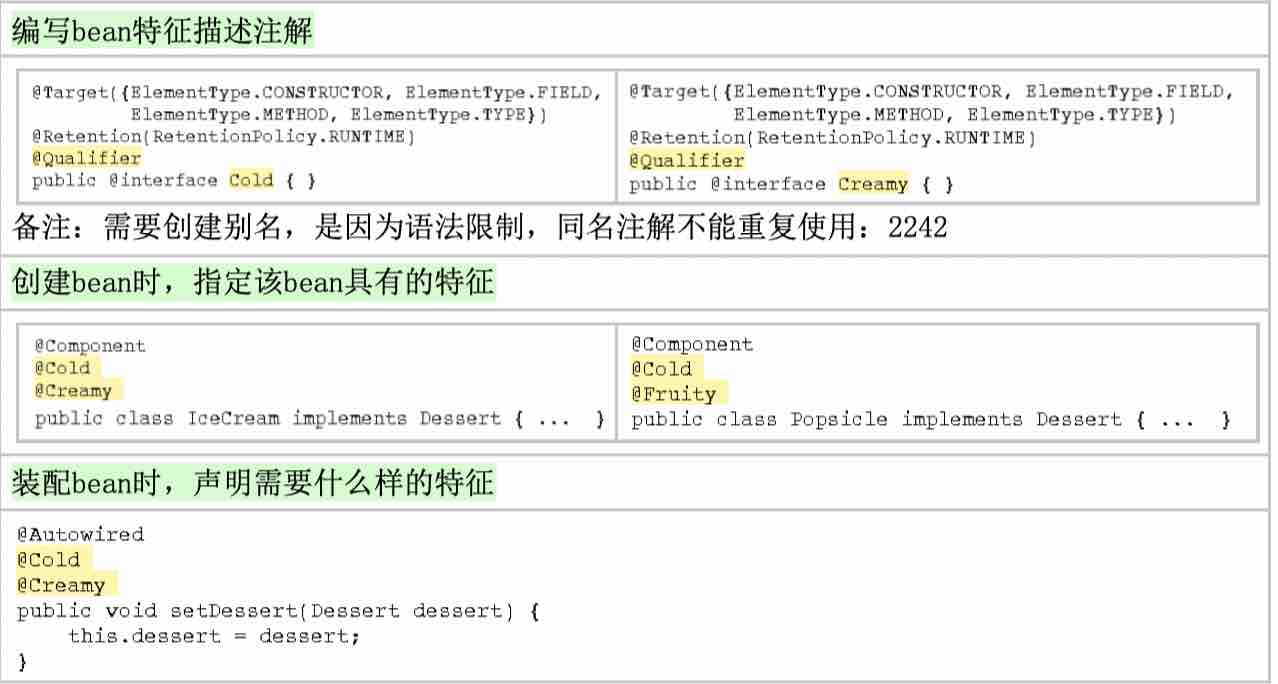 编写bean特征描述注解
@Target({ElementType.CONSTRUCTOR, ElementType.FIELD,
ElementType.METHOD, ElementType.TYPE})
@Retention(RetentionPolicy.RUNTIME)
@Qualifier
public @interface Cold { }
@Target({ElementType.CONSTRUCTOR, ElementType.FIELD,
ElementType.METHOD, ElementType.TYPE})
@Retention(RetentionPolicy.RUNTIME)
@Qualifier
public @interface Creamy { }
备注：需要创建别名，是因为语法限制，同名注解不能重复使用：2242
创建bean时，指定该bean具有的特征
@Component
@Cold
@Creamy
public class IceCream implements Dessert { ... }
@Component
@Cold
@Fruity
public class Popsicle implements Dessert { ... }
装配bean时，声明需要什么样的特征
@Autowired
@Cold
@Creamy
public void setDessert(Dessert dessert) {
this.dessert = dessert;
}